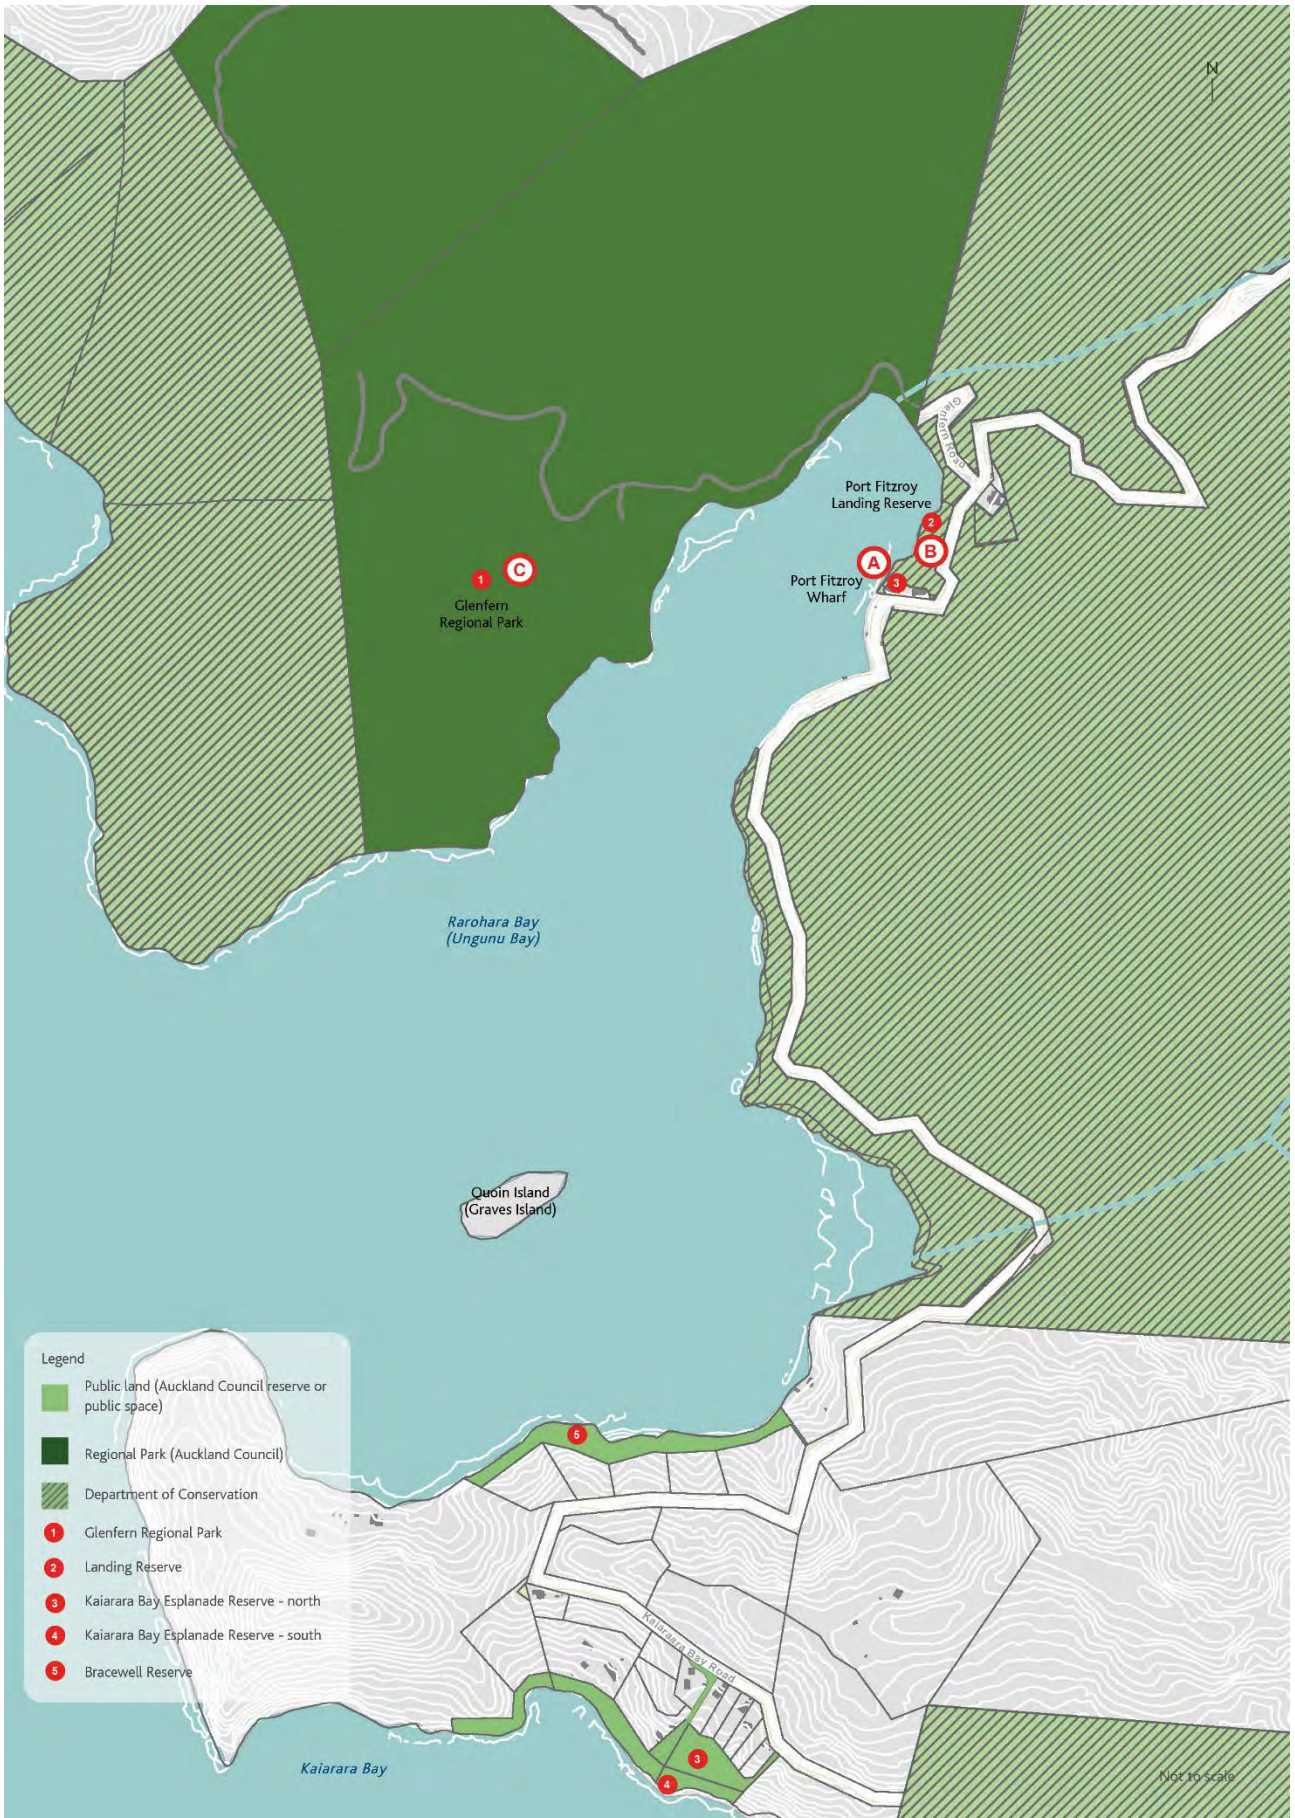 N
Glenfern Road
Port Fitzroy
Landing Reserve
2
B
A
3
Port Fitzroy
Wharf
C
1
Glenfern
Regional Park
Rarohara Bay
(Ungunu Bay)
Quoin Island
(Graves Island)
Legend
Public land (Auckland Council reserve or
public space)
Regional Park (Auckland Council)
Department of Conservation
1 Glenfern Regional Park
2 Landing Reserve
3 Kaiarara Bay Esplanade Reserve - north
4 Kaiarara Bay Esplanade Reserve - south
5 Bracewell Reserve
5
Kaiaraara Bay Road
3
4
Kaiarara Bay
Not to scale